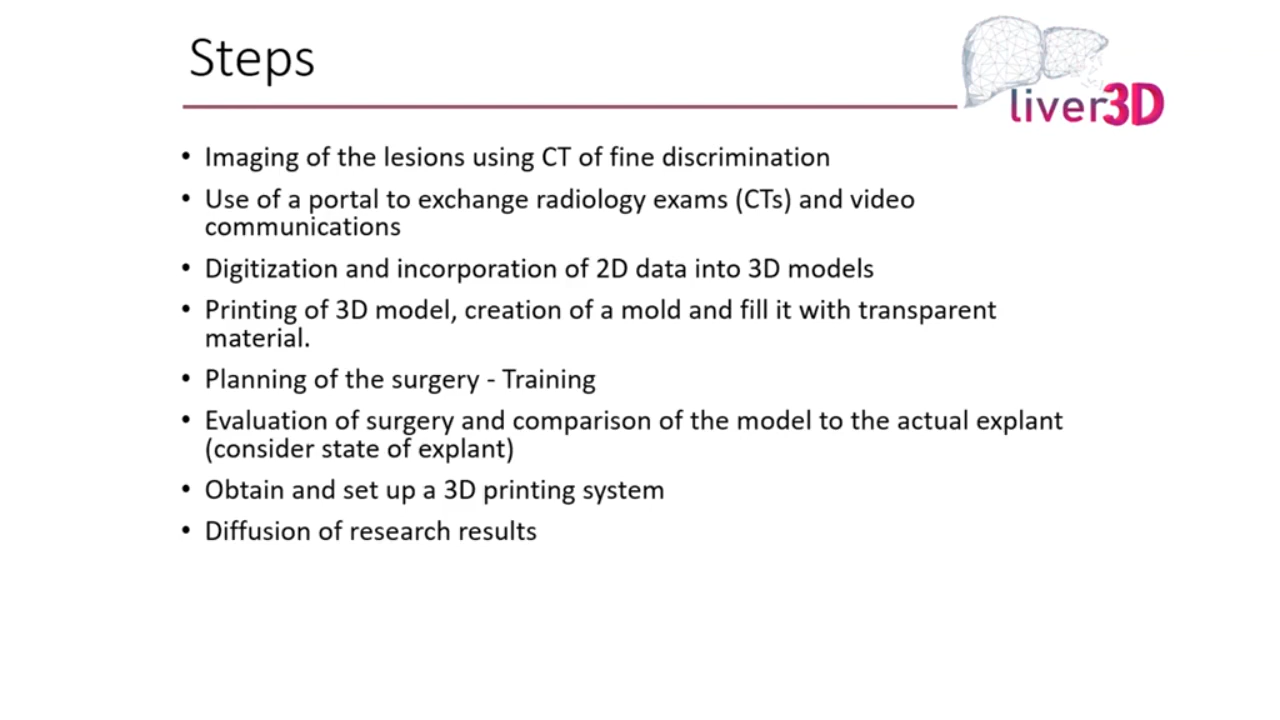 Steps
liver3D
• Imaging of the lesions using CT of fine discrimination
• Use of a portal to exchange radiology exams (CTs) and video
communications
• Digitization and incorporation of 2D data into 3D models
• Printing of 3D model, creation of a mold and fill it with transparent
material.
• Planning of the surgery - Training
• Evaluation of surgery and comparison of the model to the actual explant
(consider state of explant)
• Obtain and set up a 3D printing system
• Diffusion of research results